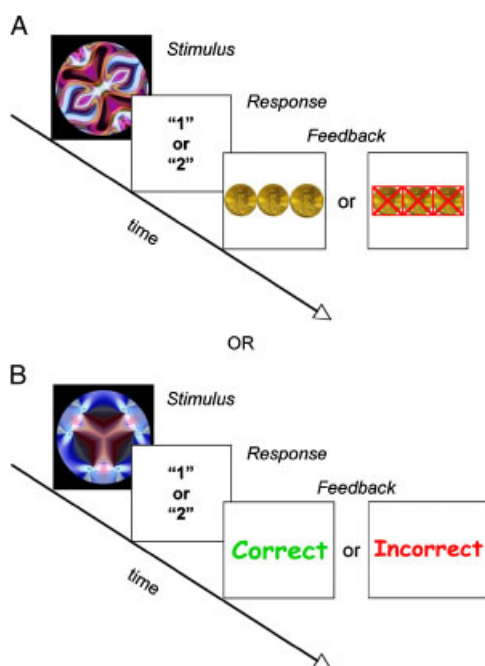 A
Stimulus
Response
“1”
or
“2”
Feedback
or
time
OR
B
Stimulus
Response
“1”
or
“2”
Feedback
Correct or Incorrect
time